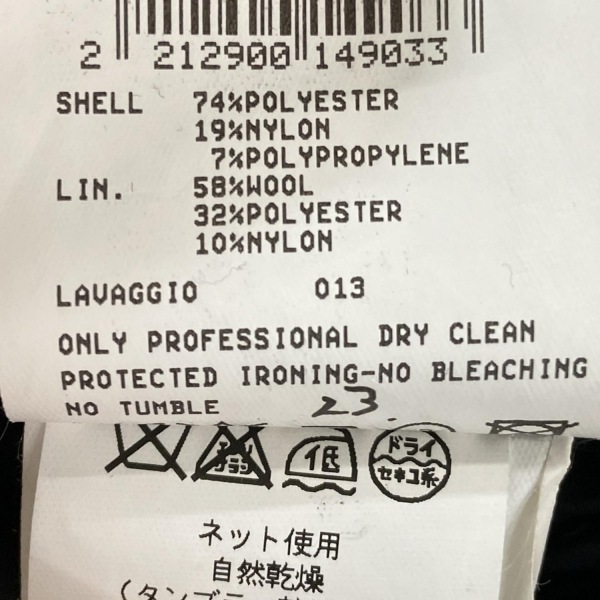 2 212900 149033
SHELL 74%POLYESTER
19%NYLON
7%POLYPROPYLENE
LIN. 58%WOOL
32%POLYESTER
10%NYLON
LAVAGGIO 013
ONLY PROFESSIONAL DRY CLEAN
PROTECTED IRONING-NO BLEACHING
NO TUMBLE 23.
低 ドライ
セキユ系
ネット使用
自然乾燥